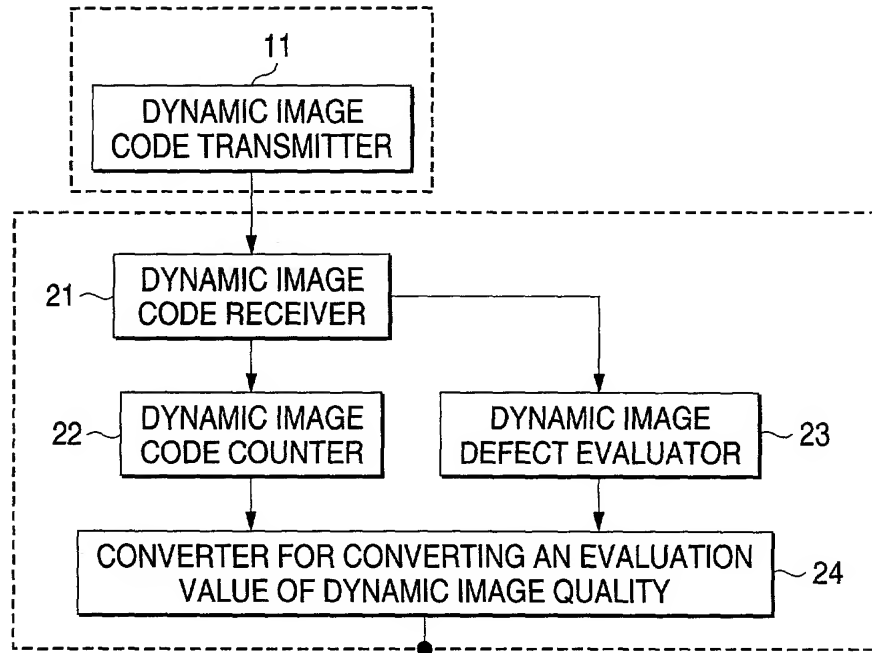 11
DYNAMIC IMAGE
CODE TRANSMITTER
21
DYNAMIC IMAGE
CODE RECEIVER
22
DYNAMIC IMAGE
CODE COUNTER
DYNAMIC IMAGE
DEFECT EVALUATOR
23
CONVERTER FOR CONVERTING AN EVALUATION
VALUE OF DYNAMIC IMAGE QUALITY
24